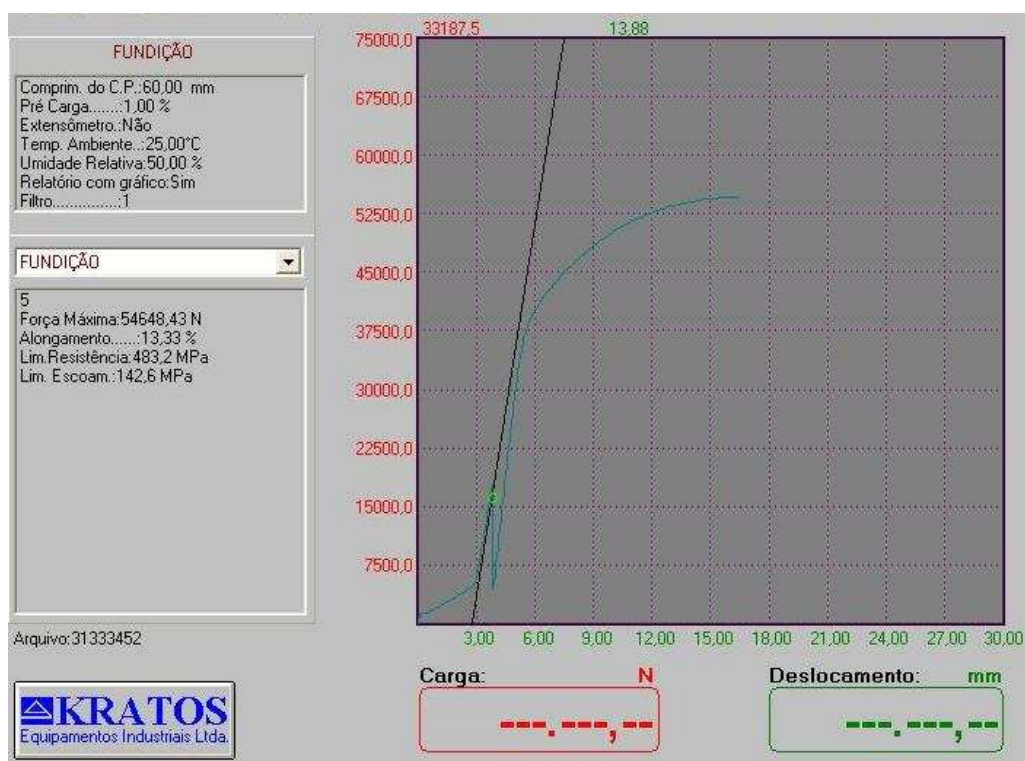 FUNDIÇÃO
Comprim. do C.P.:60,00 mm
Pré Carga......:1,00 %
Extensômetro.:Não
Temp. Ambiente..:25,00°C
Umidade Relativa:50,00 %
Relatório com gráfico:Sim
Filtro...............:1
FUNDIÇÃO
5
Força Máxima:54648,43 N
Alongamento......:13,33 %
Lim.Resistência:483,2 MPa
Lim. Escoam.:142,6 MPa
Arquivo:31333452
KRATOS
Equipamentos Industriais Ltda.
33187,5 13,88
75000,0
67500,0
60000,0
52500,0
45000,0
37500,0
30000,0
22500,0
15000,0
7500,0
3,00 6,00 9,00 12,00 15,00 18,00 21,00 24,00 27,00 30,00
Carga: N
---.---,--
Deslocamento: mm
---.---,--